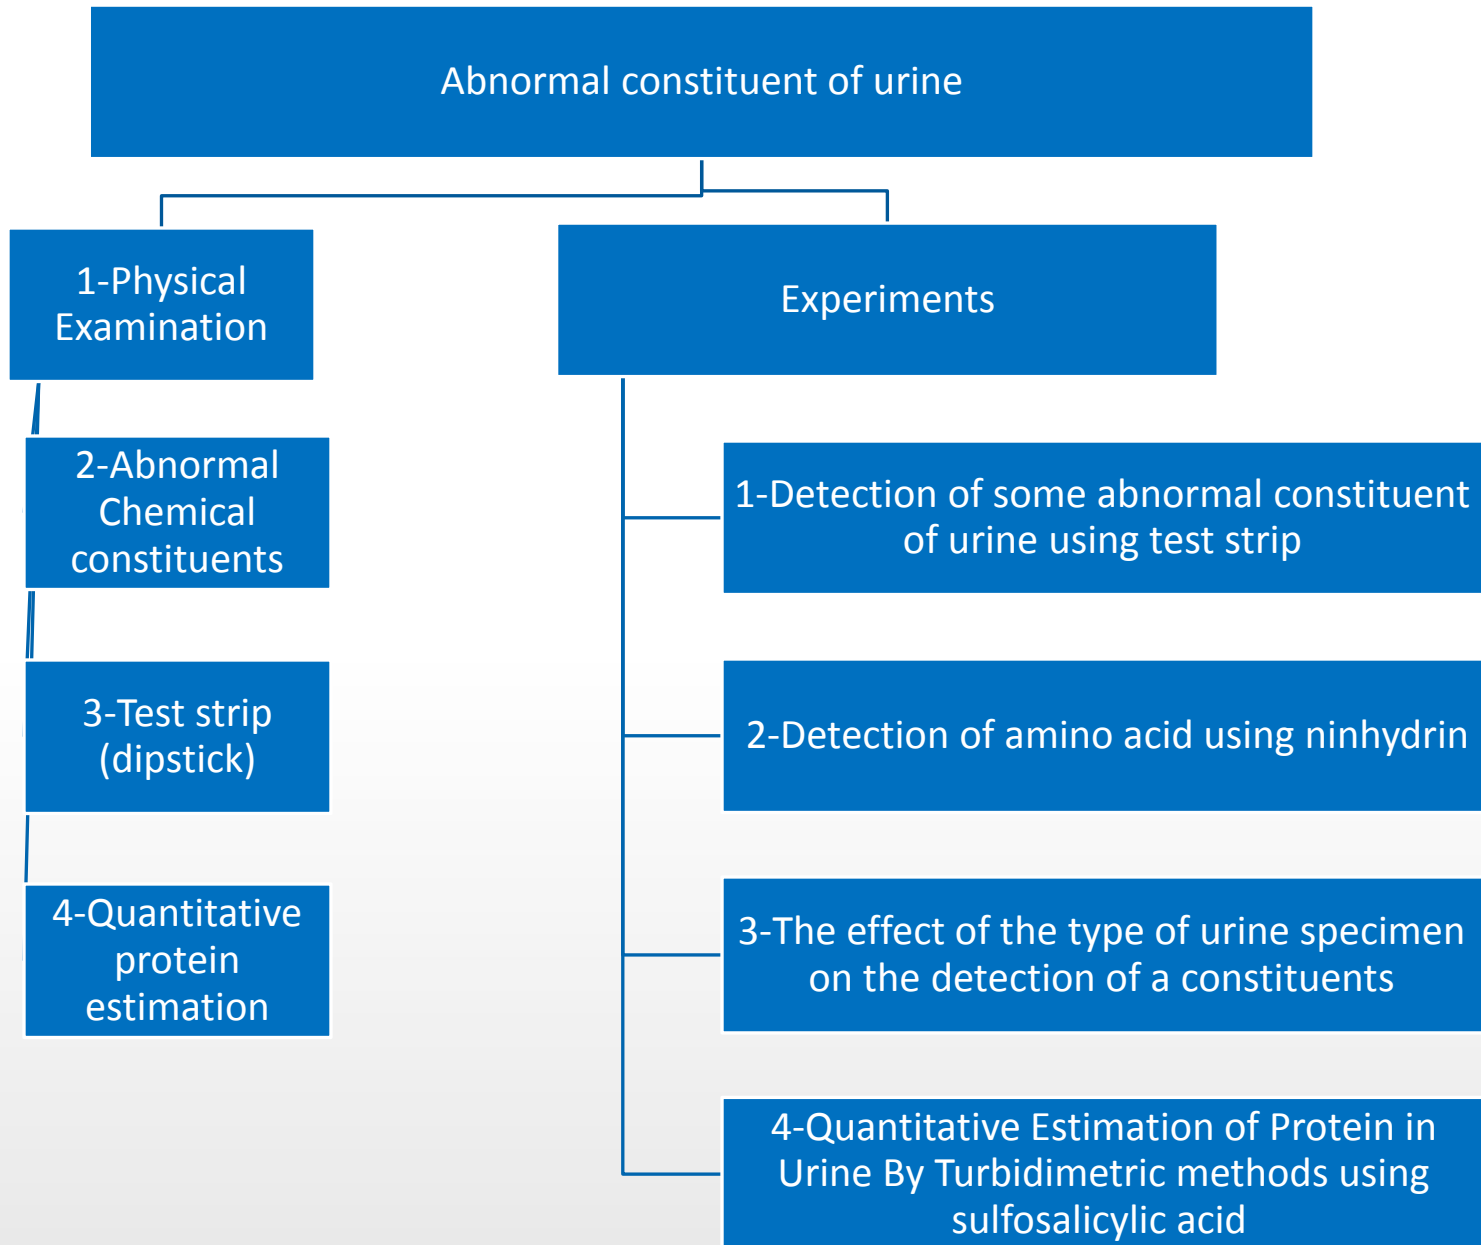 Abnormal constituent of urine
1-Physical
Examination
2-Abnormal
Chemical
constituents
3-Test strip
(dipstick)
4-Quantitative
protein
estimation
Experiments
1-Detection of some abnormal constituent
of urine using test strip
2-Detection of amino acid using ninhydrin
3-The effect of the type of urine specimen
on the detection of a constituents
4-Quantitative Estimation of Protein in
Urine By Turbidimetric methods using
sulfosalicylic acid